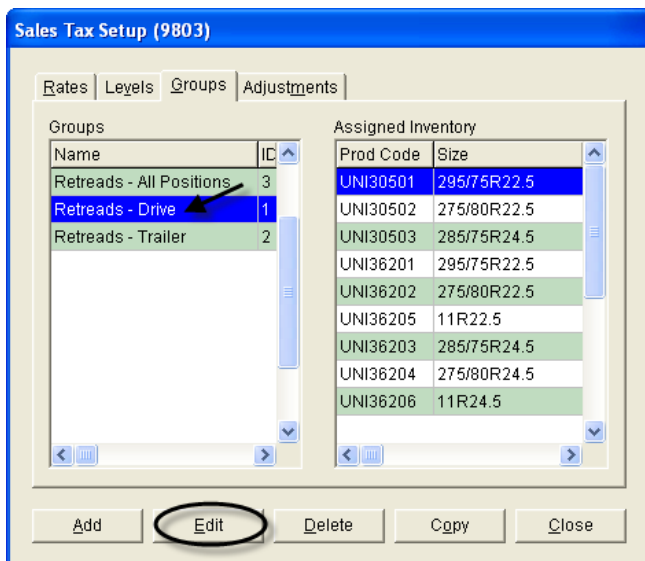 Sales Tax Setup (9803)
Rates Levels Groups Adjustments
Groups
Name ID
Retreads - All Positions 3
Retreads - Drive 1
Retreads - Trailer 2
Assigned Inventory
Prod Code Size
UNI30501 295/75R22.5
UNI30502 275/80R22.5
UNI30503 285/75R24.5
UNI36201 295/75R22.5
UNI36202 275/80R22.5
UNI36205 11R22.5
UNI36203 285/75R24.5
UNI36204 275/80R24.5
UNI36206 11R24.5
Add Edit Delete Copy Close